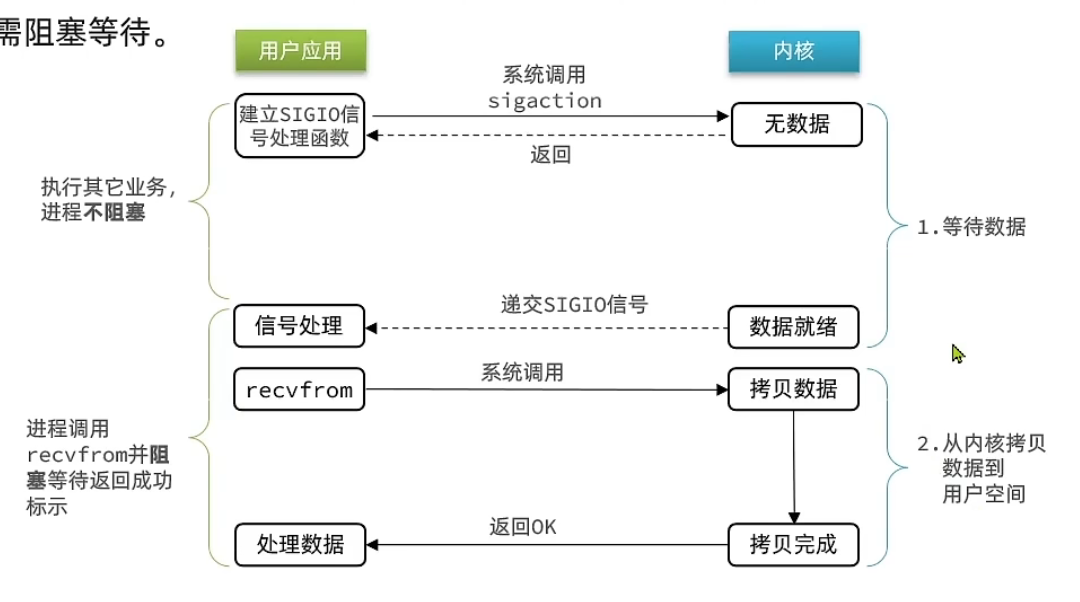 需阻塞等待。
用户应用
内核
系统调用
sigaction
建立SIGIO信
号处理函数
无数据
返回
执行其它业务,
进程不阻塞
1.等待数据
递交SIGIO信号
信号处理
数据就绪
系统调用
recvfrom
拷贝数据
进程调用
recvfrom并阻
塞等待返回成功
标示
2.从内核拷贝
数据到
用户空间
返回OK
处理数据
拷贝完成